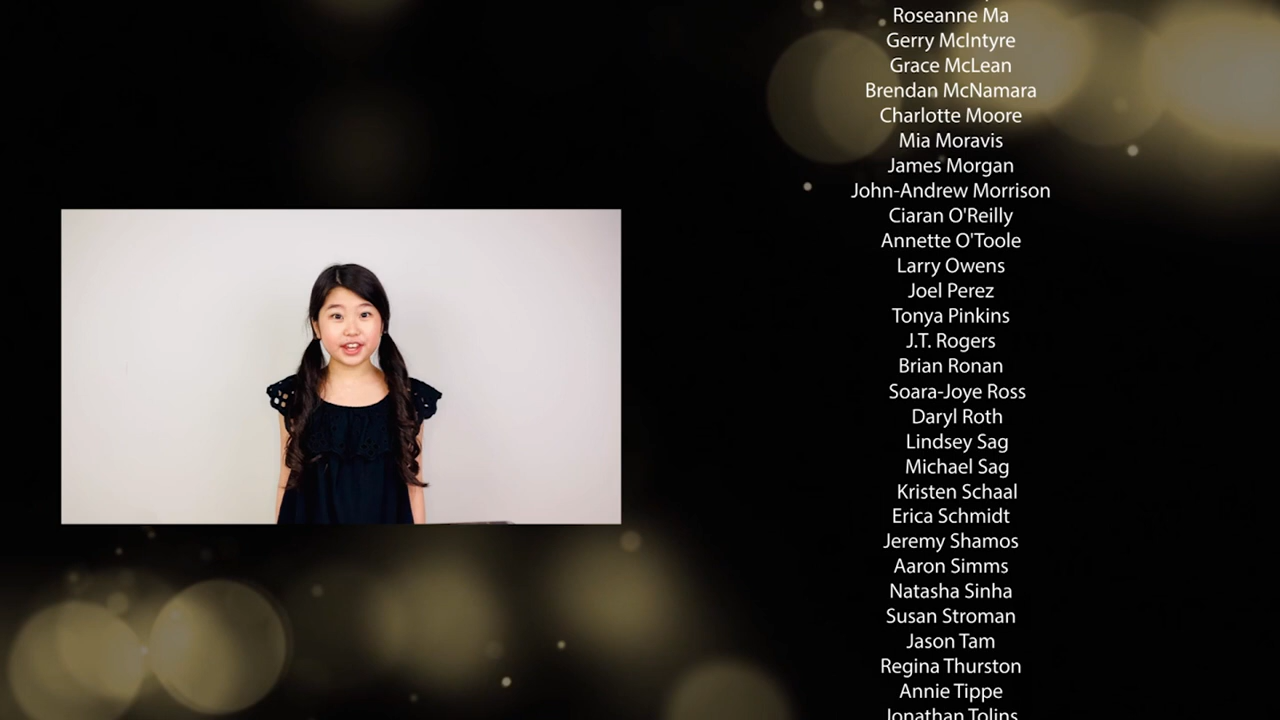 Roseanne Ma
Gerry McIntyre
Grace McLean
Brendan McNamara
Charlotte Moore
Mia Moravis
James Morgan
John-Andrew Morrison
Ciaran O'Reilly
Annette O'Toole
Larry Owens
Joel Perez
Tonya Pinkins
J.T. Rogers
Brian Ronan
Soara-Joye Ross
Daryl Roth
Lindsey Sag
Michael Sag
Kristen Schaal
Erica Schmidt
Jeremy Shamos
Aaron Simms
Natasha Sinha
Susan Stroman
Jason Tam
Regina Thurston
Annie Tippe
Jonathan Tolins